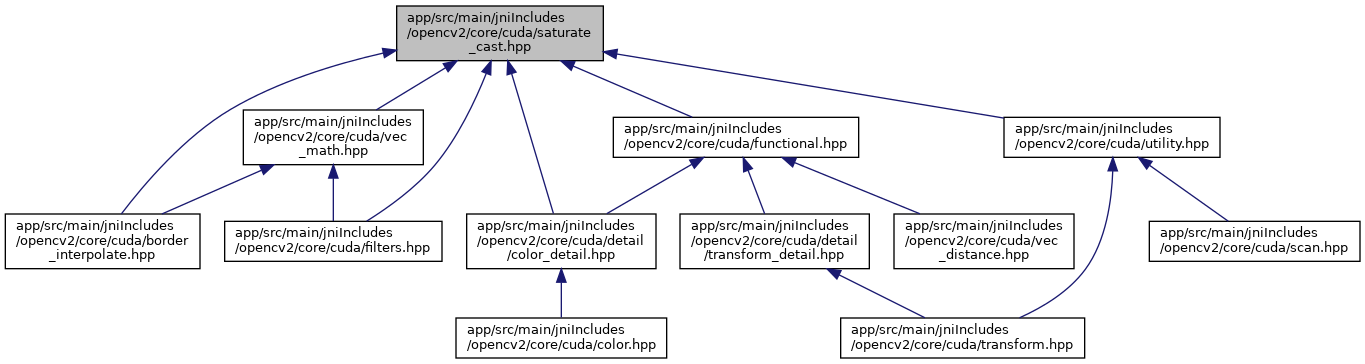 app/src/main/jniIncludes
/opencv2/core/cuda/saturate
_cast.hpp
app/src/main/jniIncludes
/opencv2/core/cuda/vec
_math.hpp
app/src/main/jniIncludes
/opencv2/core/cuda/functional.hpp
app/src/main/jniIncludes
/opencv2/core/cuda/utility.hpp
app/src/main/jniIncludes
/opencv2/core/cuda/border
_interpolate.hpp
app/src/main/jniIncludes
/opencv2/core/cuda/filters.hpp
app/src/main/jniIncludes
/opencv2/core/cuda/detail
/color_detail.hpp
app/src/main/jniIncludes
/opencv2/core/cuda/detail
/transform_detail.hpp
app/src/main/jniIncludes
/opencv2/core/cuda/vec
_distance.hpp
app/src/main/jniIncludes
/opencv2/core/cuda/scan.hpp
app/src/main/jniIncludes
/opencv2/core/cuda/color.hpp
app/src/main/jniIncludes
/opencv2/core/cuda/transform.hpp